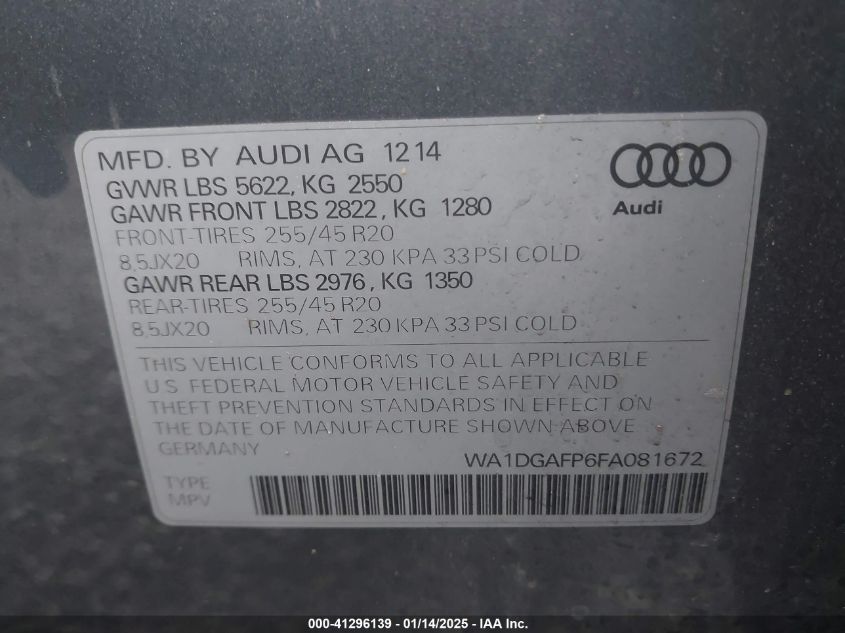 MFD. BY AUDI AG 12 14
GVWR LBS 5622, KG 2550
GAWR FRONT LBS 2822, KG 1280
FRONT-TIRES 255/45 R20
8,5JX20 RIMS, AT 230 KPA 33 PSI COLD
GAWR REAR LBS 2976, KG 1350
REAR-TIRES 255/45 R20
8,5JX20 RIMS, AT 230 KPA 33 PSI COLD
Audi
THIS VEHICLE CONFORMS TO ALL APPLICABLE
U.S. FEDERAL MOTOR VEHICLE SAFETY AND
THEFT PREVENTION STANDARDS IN EFFECT ON
THE DATE OF MANUFACTURE SHOWN ABOVE
GERMANY
WA1DGAFP6FA081672
TYPE
MPV
000-41296139 - 01/14/2025 - IAA Inc.